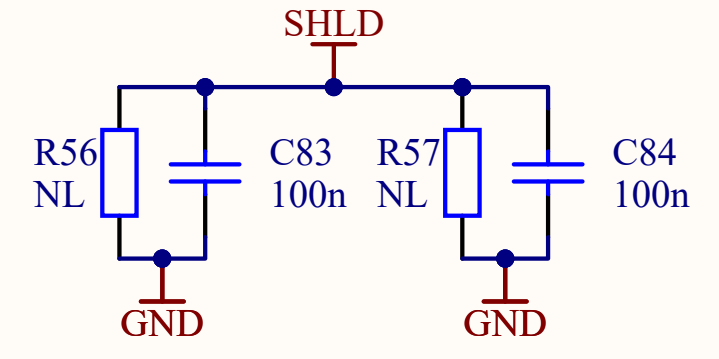 SHLD
R56
NL
C83
100n
R57
NL
C84
100n
GND
GND